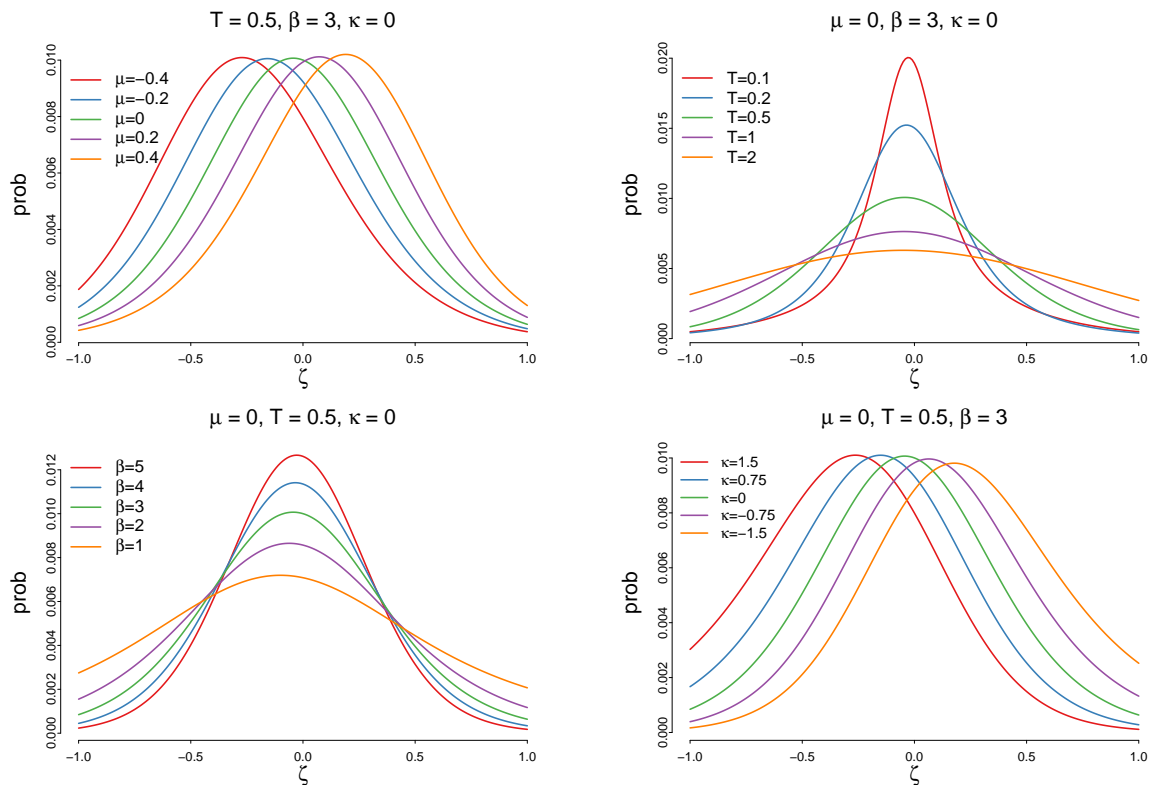 T = 0.5, β = 3, κ = 0
prob
0.000
0.002
0.004
0.006
0.008
0.010
μ=−0.4
μ=−0.2
μ=0
μ=0.2
μ=0.4
−1.0 −0.5 0.0 0.5 1.0
ζ
μ = 0, β = 3, κ = 0
prob
0.000
0.005
0.010
0.015
0.020
T=0.1
T=0.2
T=0.5
T=1
T=2
−1.0 −0.5 0.0 0.5 1.0
ζ
μ = 0, T = 0.5, κ = 0
prob
0.000
0.002
0.004
0.006
0.008
0.010
0.012
β=5
β=4
β=3
β=2
β=1
−1.0 −0.5 0.0 0.5 1.0
ζ
μ = 0, T = 0.5, β = 3
prob
0.000
0.002
0.004
0.006
0.008
0.010
κ=1.5
κ=0.75
κ=0
κ=−0.75
κ=−1.5
−1.0 −0.5 0.0 0.5 1.0
ζ